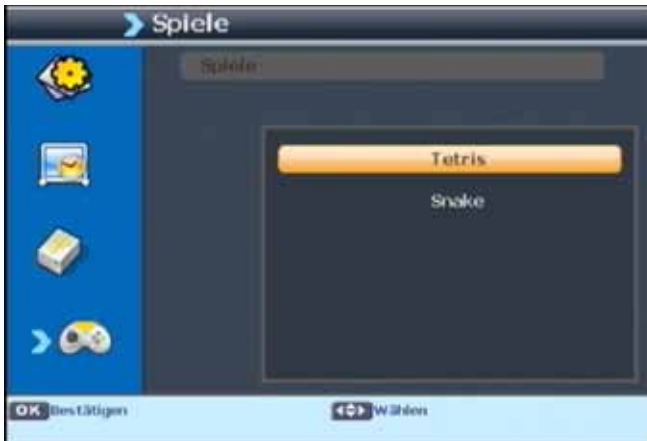 Spiele
Spiele
Tetris
Snake
OK Bestätigen
Wählen